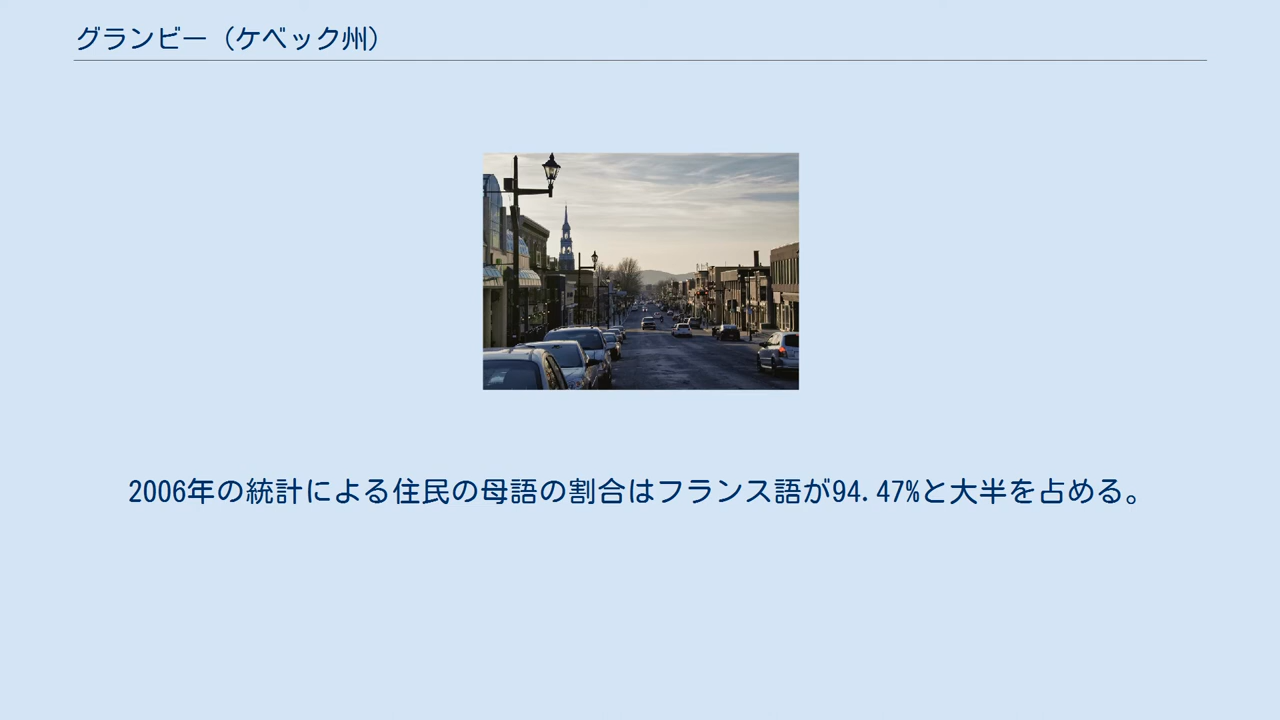 グランビー（ケベック州）
2006年の統計による住民の母語の割合はフランス語が94.47%と大半を占める。